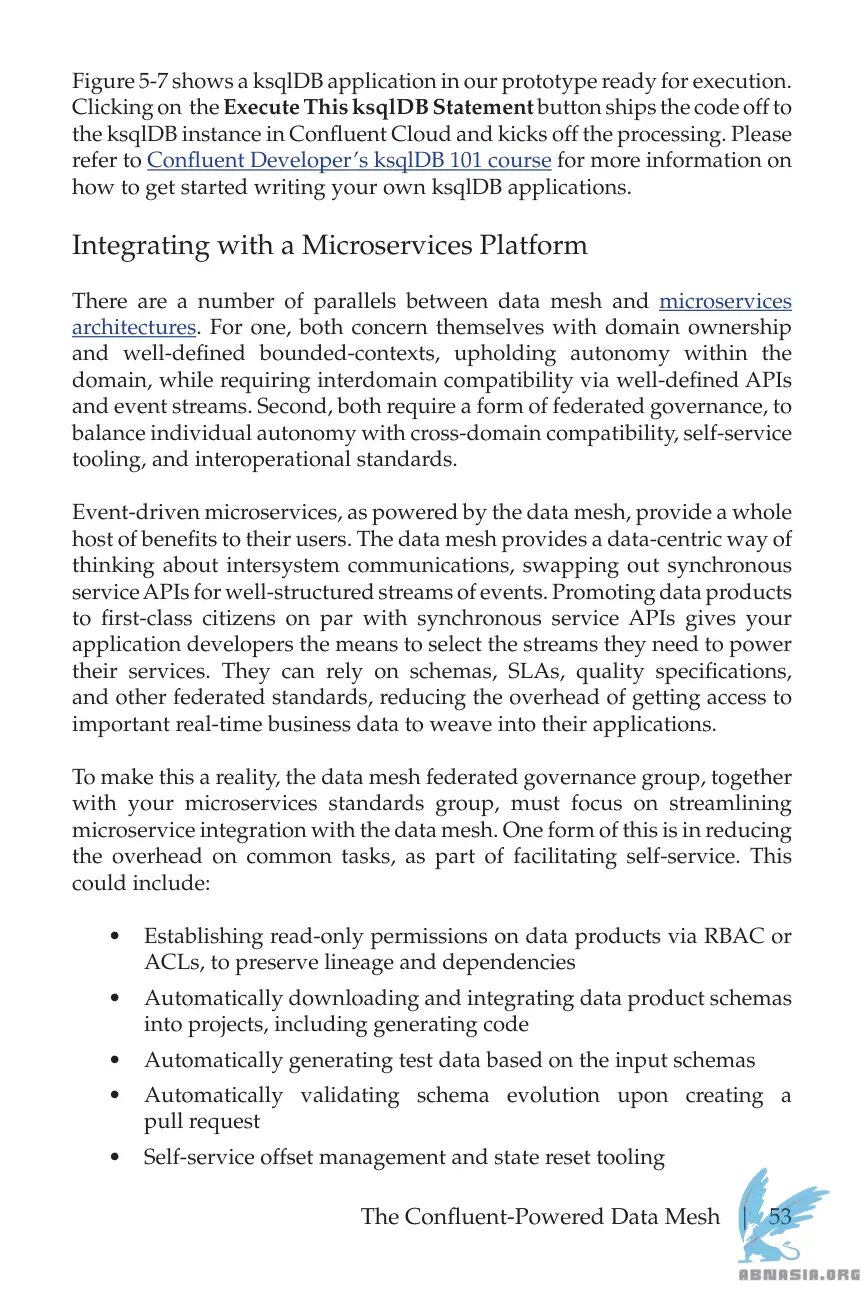 Figure 5-7 shows a ksqlDB application in our prototype ready for execution.
Clicking on the Execute This ksqlDB Statement button ships the code off to
the ksqlDB instance in Confluent Cloud and kicks off the processing. Please
refer to Confluent Developer's ksqlDB 101 course for more information on
how to get started writing your own ksqlDB applications.
Integrating with a Microservices Platform
There are a number of parallels between data mesh and microservices
architectures. For one, both concern themselves with domain ownership
and well-defined bounded-contexts, upholding autonomy within the
domain, while requiring interdomain compatibility via well-defined APIs
and event streams. Second, both require a form of federated governance, to
balance individual autonomy with cross-domain compatibility, self-service
tooling, and interoperational standards.
Event-driven microservices, as powered by the data mesh, provide a whole
host of benefits to their users. The data mesh provides a data-centric way of
thinking about intersystem communications, swapping out synchronous
service APIs for well-structured streams of events. Promoting data products
to first-class citizens on par with synchronous service APIs gives your
application developers the means to select the streams they need to power
their services. They can rely on schemas, SLAs, quality specifications,
and other federated standards, reducing the overhead of getting access to
important real-time business data to weave into their applications.
To make this a reality, the data mesh federated governance group, together
with your microservices standards group, must focus on streamlining
microservice integration with the data mesh. One form of this is in reducing
the overhead on common tasks, as part of facilitating self-service. This
could include:
• Establishing read-only permissions on data products via RBAC or
ACLs, to preserve lineage and dependencies
• Automatically downloading and integrating data product schemas
into projects, including generating code
• Automatically generating test data based on the input schemas
• Automatically validating schema evolution upon creating a
pull request
• Self-service offset management and state reset tooling
The Confluent-Powered Data Mesh | 53
ABNASIA.ORG